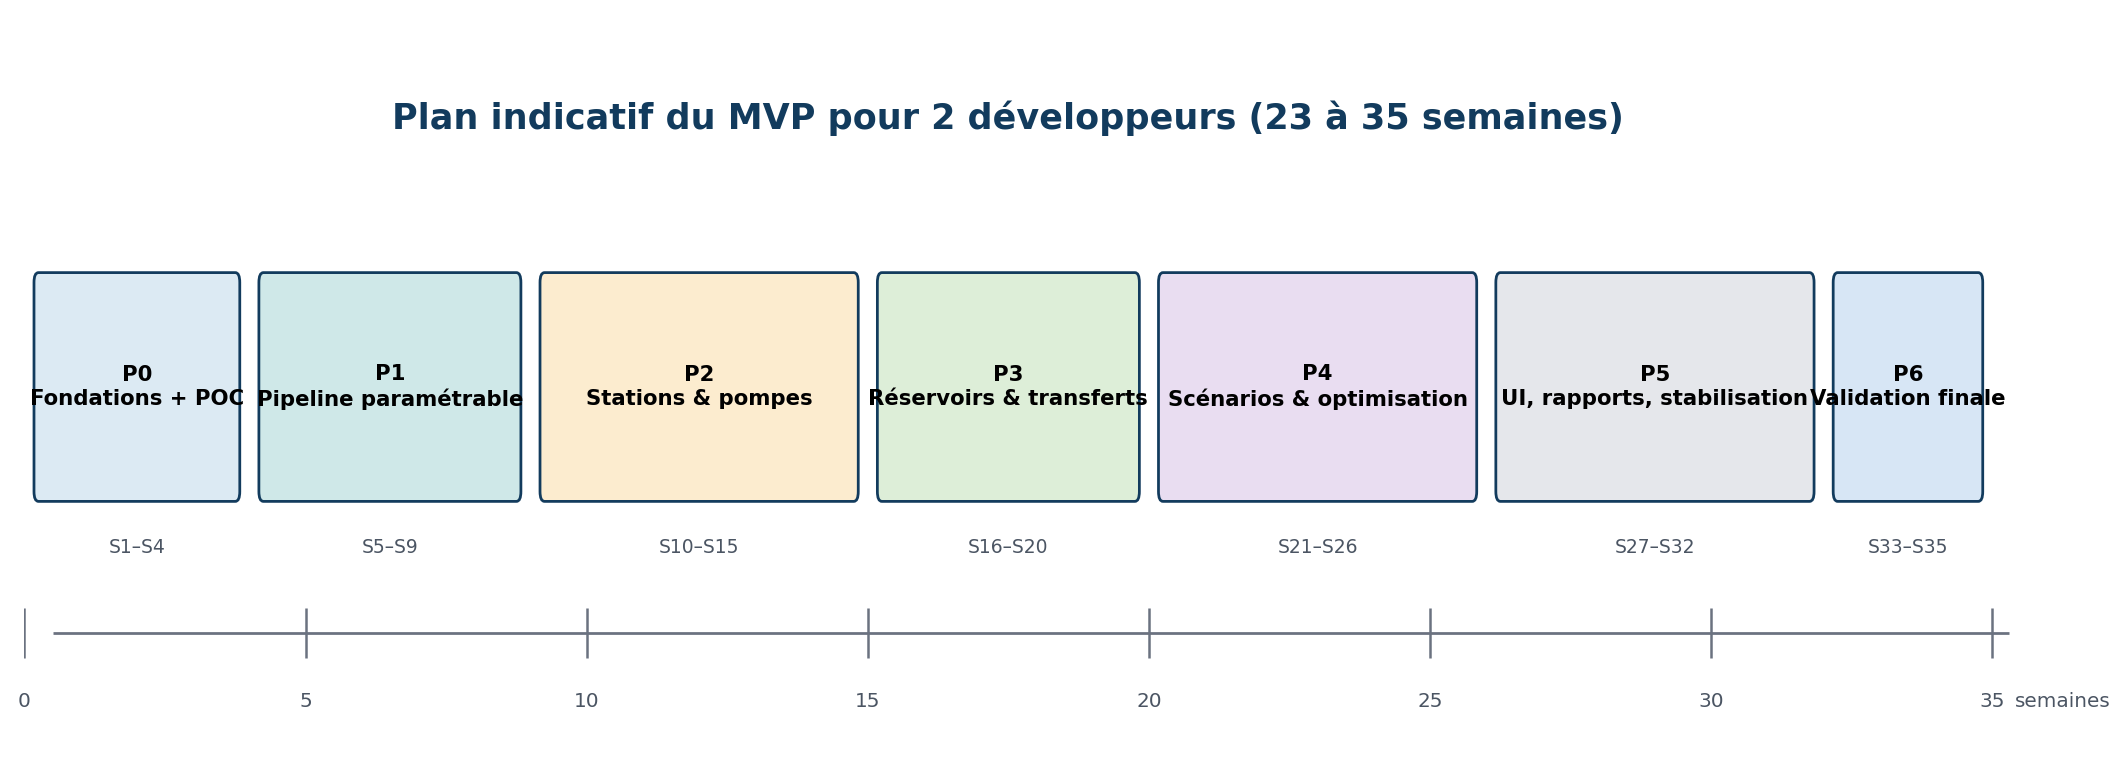 Plan indicatif du MVP pour 2 développeurs (23 à 35 semaines)
P0
Fondations + POC
P1
Pipeline paramétrable
P2
Stations & pompes
P3
Réservoirs & transferts
P4
Scénarios & optimisation
P5
UI, rapports, stabilisation
P6
Validation finale
S1–S4
S5–S9
S10–S15
S16–S20
S21–S26
S27–S32
S33–S35
0
5
10
15
20
25
30
35
semaines